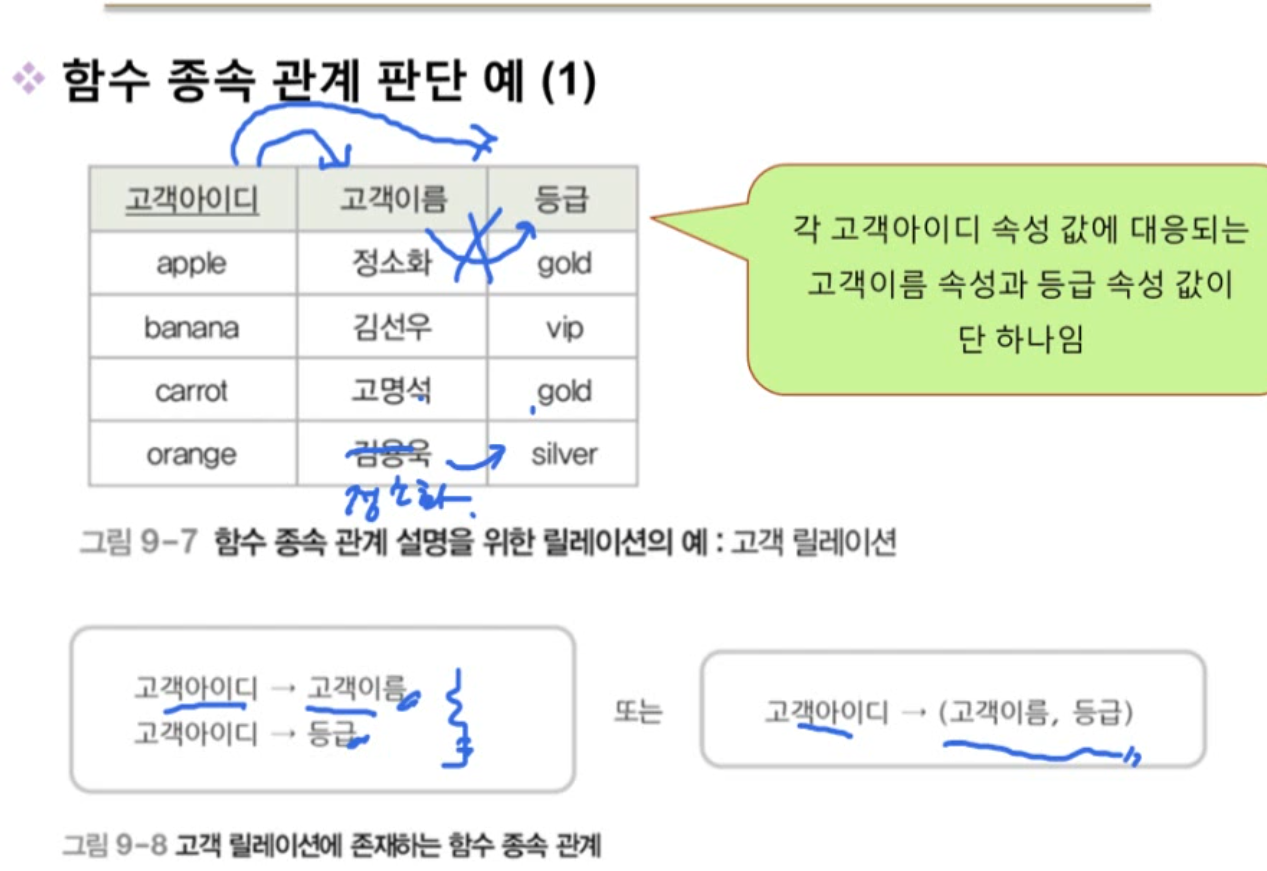 함수 종속 관계 판단 예 (1)
고객아이디 고객이름 등급
apple 정소화 gold
banana 김선우 vip
carrot 고명석 gold
orange 김용욱 silver
정소화
각 고객아이디 속성 값에 대응되는
고객이름 속성과 등급 속성 값이
단 하나임
그림 9-7 함수 종속 관계 설명을 위한 릴레이션의 예 : 고객 릴레이션
고객아이디 → 고객이름
고객아이디 → 등급
또는
고객아이디 → (고객이름, 등급)
그림 9-8 고객 릴레이션에 존재하는 함수 종속 관계